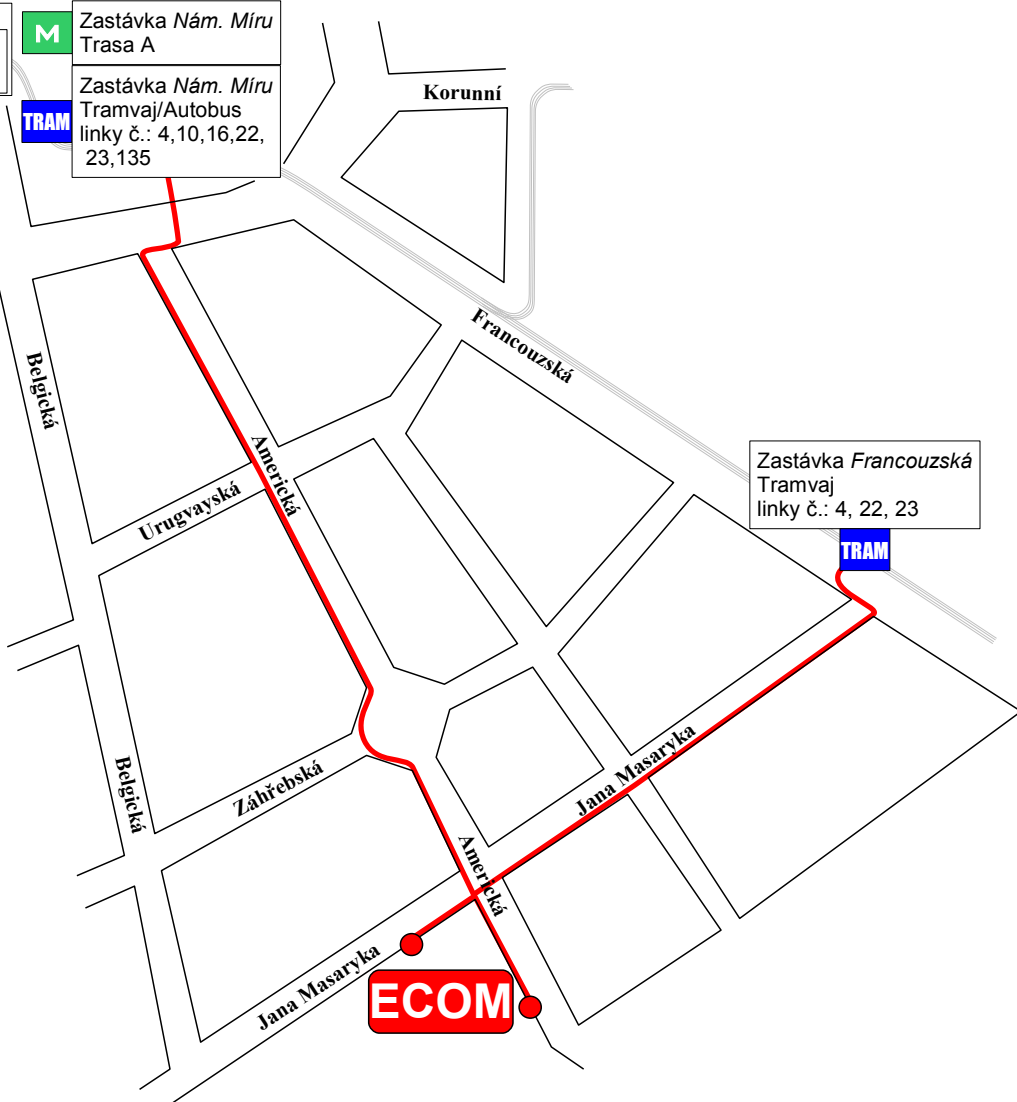 M
Zastávka Nám. Míru
Trasa A
TRAM
Zastávka Nám. Míru
Tramvaj/Autobus
linky č.: 4,10,16,22,
23,135
Korunní
Francouzská
Belgická
Americká
Urugvayská
Zastávka Francouzská
Tramvaj
linky č.: 4, 22, 23
TRAM
Belgická
Záhřebská
Jana Masaryka
Americká
Jana Masaryka
ECOM